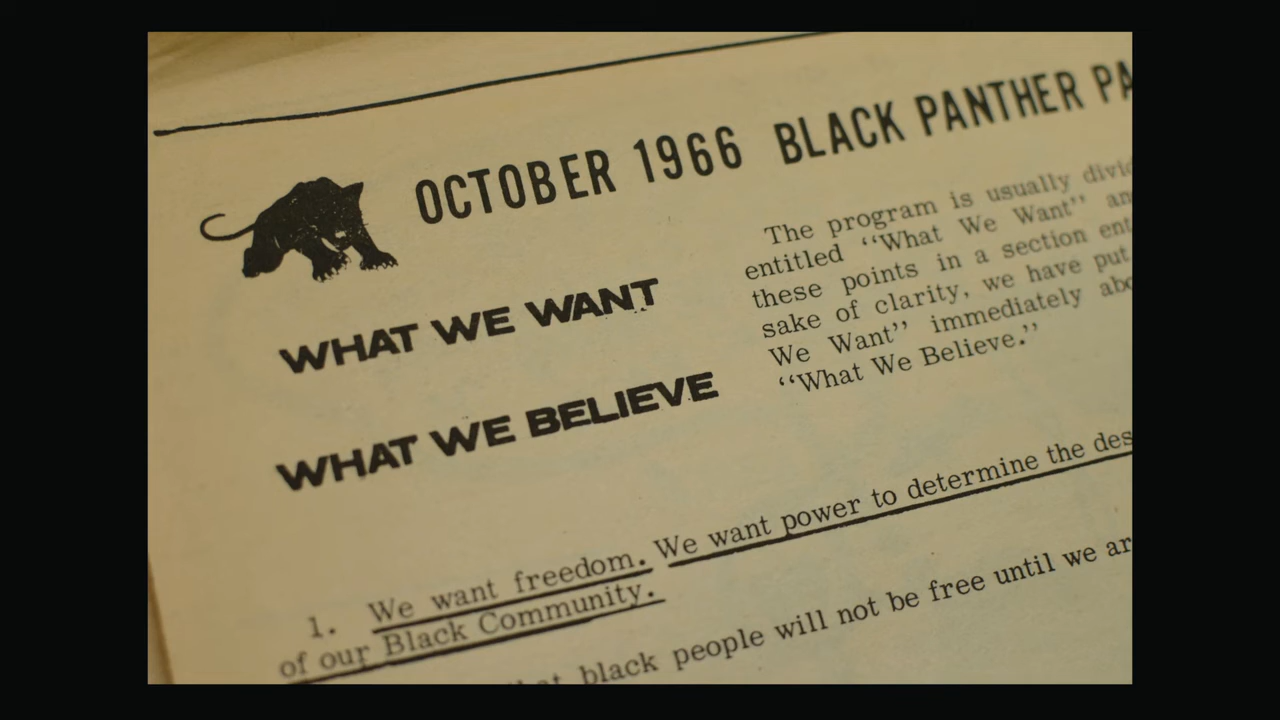 OCTOBER 1966 BLACK PANTHER
WHAT WE WANT
WHAT WE BELIEVE
The program is usually
entitled “What We Want”
these points in a section
sake of clarity, we have put
We Want” immediately
“What We Believe.”
1. We want freedom. We want power to determine the
of our Black Community.
black people will not be free until we